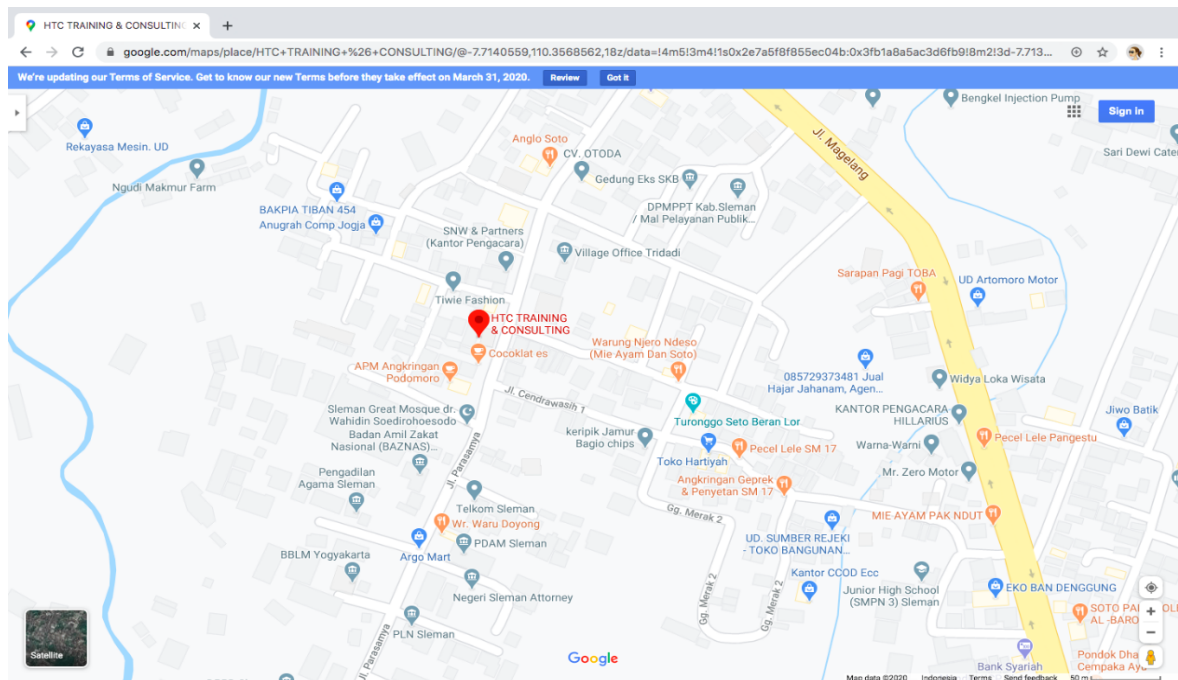 HTC TRAINING & CONSULTING
google.com/maps/place/HTC+TRAINING+%26+CONSULTING/@-7.7140559,110.3568562,18z/data=!4m5!3m4!1s0x2e7a5f8f855ec04b:0x3fb1a8a5ac3d6fb9!8m2!3d-7.713...
We're updating our Terms of Service. Get to know our new Terms before they take effect on March 31, 2020.
Review
Got it
Bengkel Injection Pump
Sign in
Rekayasa Mesin. UD
Anglo Soto
CV. OTODA
Jl. Magelang
Sari Dewi Cate
Ngudi Makmur Farm
Gedung Eks SKB
BAKPIA TIBAN 454
Anugrah Comp Jogja
DPMPPT Kab.Sleman
/ Mal Pelayanan Publik...
SNW & Partners
(Kantor Pengacara)
Village Office Tridadi
Sarapan Pagi TOBA
UD Artomoro Motor
Tiwie Fashion
HTC TRAINING
& CONSULTING
Cocoklat es
Warung Njero Ndeso
(Mie Ayam Dan Soto)
APM Angkringan
Podomoro
085729373481 Jual
Hajar Jahanam, Agen...
Widya Loka Wisata
Jl. Cendrawasih 1
Sleman Great Mosque dr.
Wahidin Soedirohoesodo
Turonggo Seto Beran Lor
KANTOR PENGACARA
HILLARIUS
Jiwo Batik
Badan Amil Zakat
Nasional (BAZNAS)...
keripik Jamur
Bagio chips
Toko Hartiyah
Pecel Lele SM 17
Warna-Warni
Pecel Lele Pangestu
Jl. Parasamya
Pengadilan
Agama Sleman
Angkringan Geprek
& Penyetan SM 17
Mr. Zero Motor
Telkom Sleman
Gg. Merak 2
MIE AYAM PAK NDUT
Wr. Waru Doyong
PDAM Sleman
UD. SUMBER REJEKI
- TOKO BANGUNAN...
BBLM Yogyakarta
Argo Mart
Kantor CCOD Ecc
Negeri Sleman Attorney
Gg. Merak 2
Gg. Merak 2
Junior High School
(SMPN 3) Sleman
EKO BAN DENGGUNG
PLN Sleman
SOTO PA
AL -BARO
Jl. Parasamya
Satellite
Google
Bank Syariah
Pondok Dha
Cempaka Ay
Map data ©2020
Indonesia
Terms
Send feedback
50 m